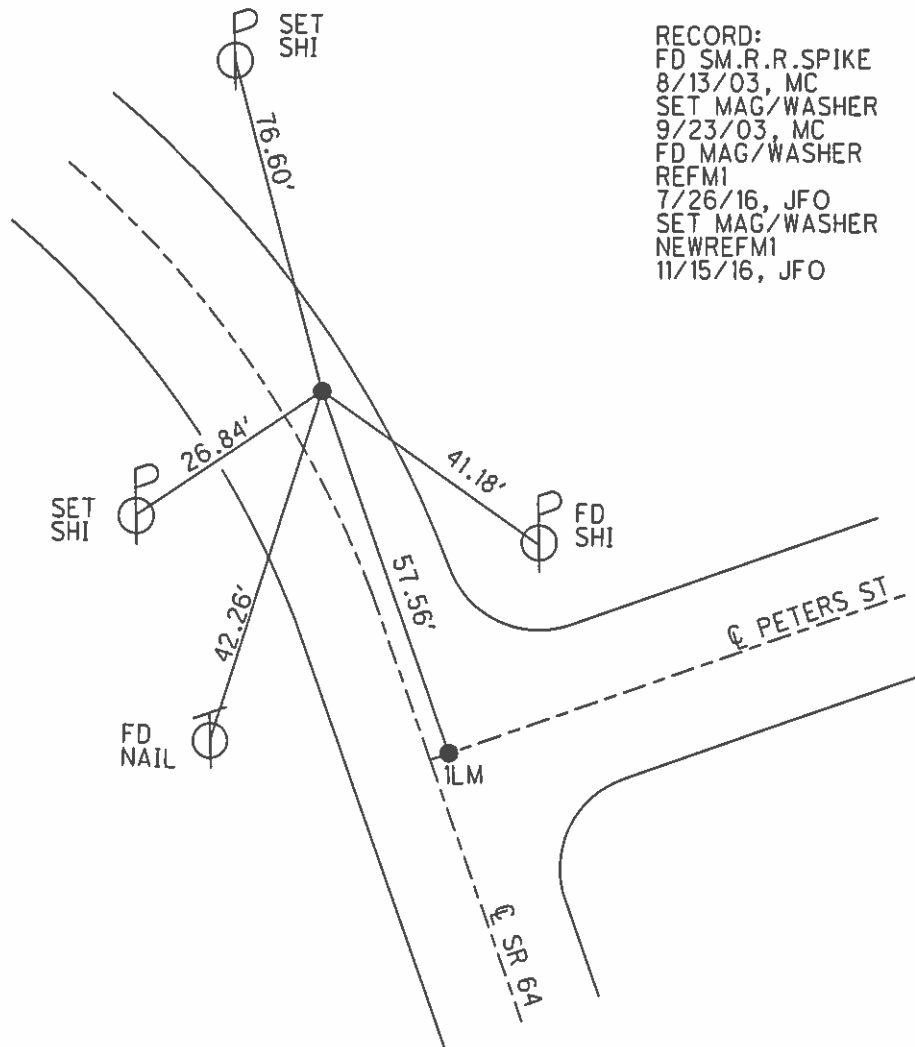 SET
SHI
RECORD:
FD SM.R.R.SPIKE
8/13/03, MC
SET MAG/WASHER
9/23/03, MC
FD MAG/WASHER
REFM1
7/26/16, JFO
SET MAG/WASHER
NEWREFM1
11/15/16, JFO
76.60'
26.84'
41.18'
SET
SHI
FD
SHI
57.56'
42.26'
℄ PETERS ST
FD
NAIL
1LM
℄ SR 64